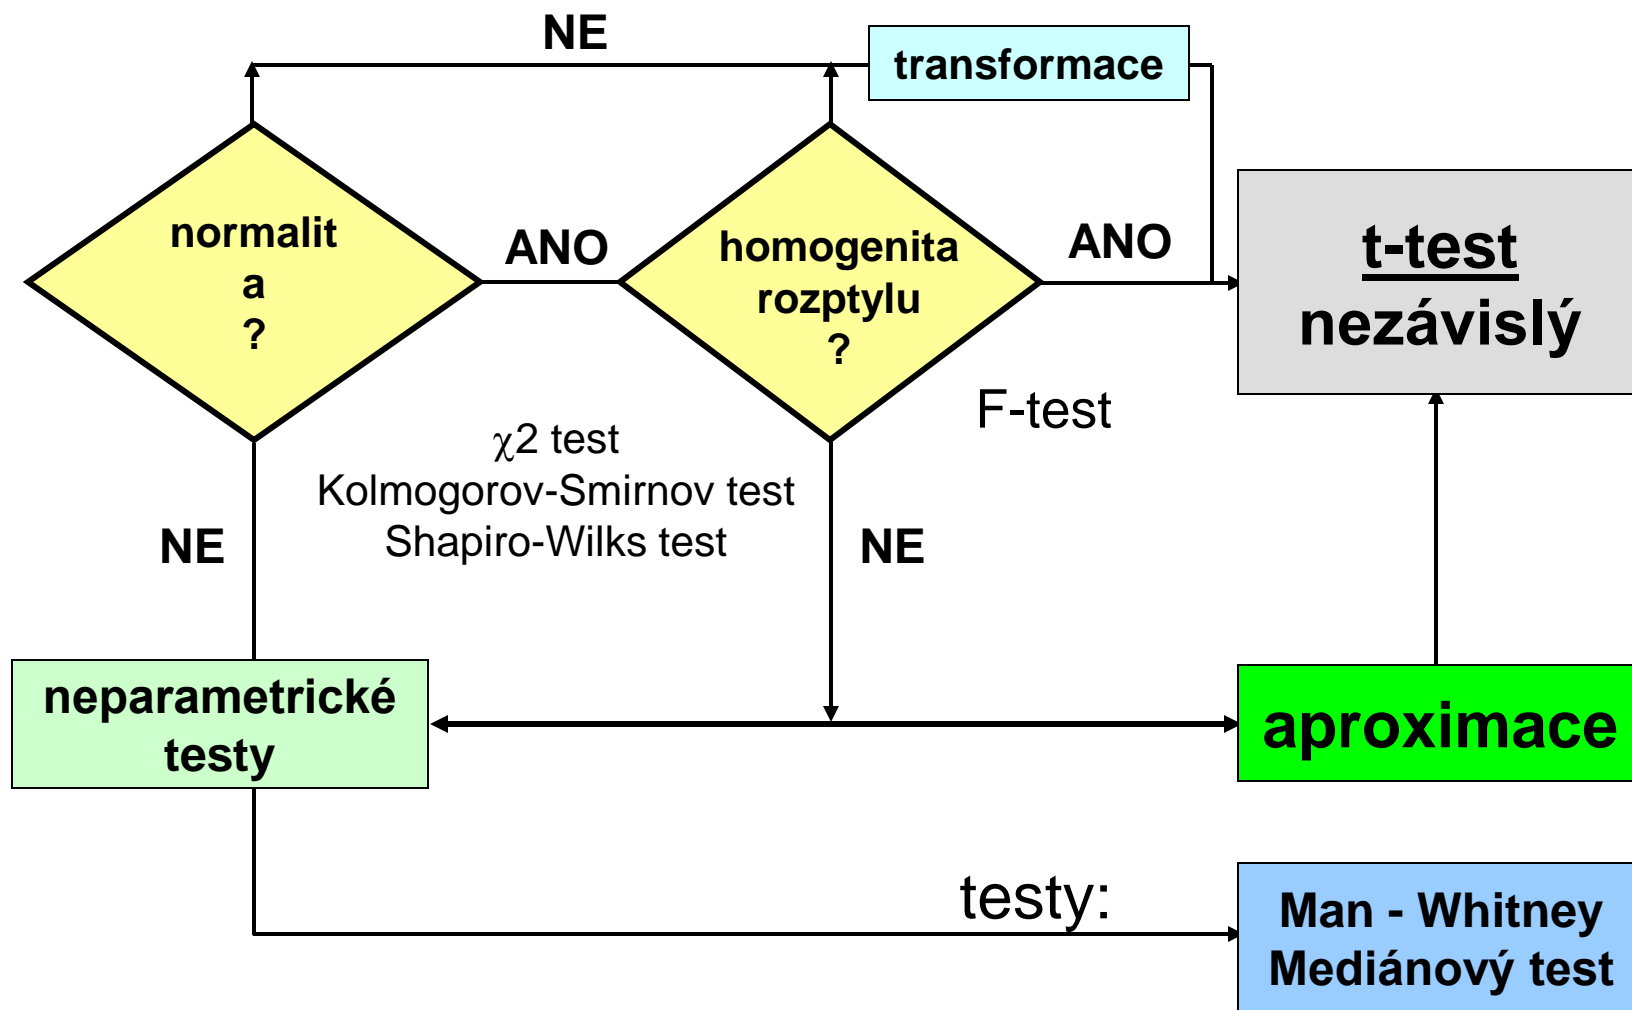 NE
transformace
normalit
a
?
ANO
homogenita
rozptylu
?
ANO
t-test
nezávislý
F-test
χ2 test
Kolmogorov-Smirnov test
Shapiro-Wilks test
NE
NE
neparametrické
testy
aproximace
testy:
Man - Whitney
Mediánový test